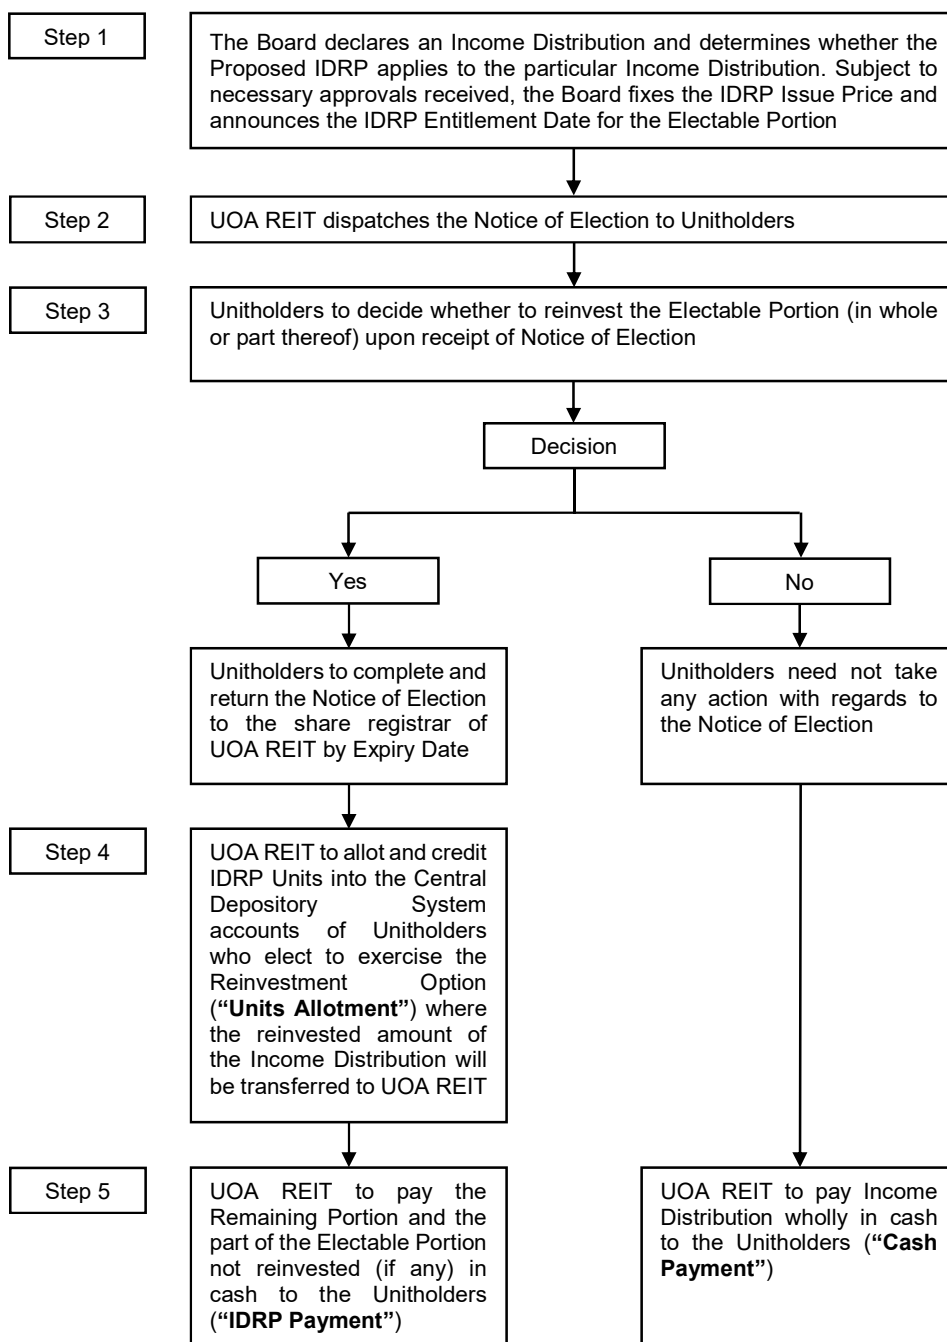 Step 1
The Board declares an Income Distribution and determines whether the
Proposed IDRP applies to the particular Income Distribution. Subject to
necessary approvals received, the Board fixes the IDRP Issue Price and
announces the IDRP Entitlement Date for the Electable Portion
Step 2
UOA REIT dispatches the Notice of Election to Unitholders
Step 3
Unitholders to decide whether to reinvest the Electable Portion (in whole
or part thereof) upon receipt of Notice of Election
Decision
Yes
No
Unitholders to complete and
return the Notice of Election
to the share registrar of
UOA REIT by Expiry Date
Unitholders need not take
any action with regards to
the Notice of Election
Step 4
UOA REIT to allot and credit
IDRP Units into the Central
Depository System
accounts of Unitholders
who elect to exercise the
Reinvestment Option
(“Units Allotment”) where
the reinvested amount of
the Income Distribution will
be transferred to UOA REIT
Step 5
UOA REIT to pay the
Remaining Portion and the
part of the Electable Portion
not reinvested (if any) in
cash to the Unitholders
(“IDRP Payment”)
UOA REIT to pay Income
Distribution wholly in cash
to the Unitholders (“Cash
Payment”)